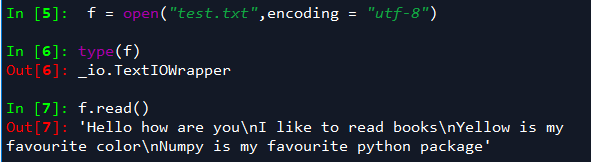 In [5]:  f = open("test.txt",encoding = "utf-8")
In [6]: type(f)
Out[6]: _io.TextIOWrapper
In [7]: f.read()
Out[7]: 'Hello how are you\nI like to read books\nYellow is my
favourite color\nNumpy is my favourite python package'